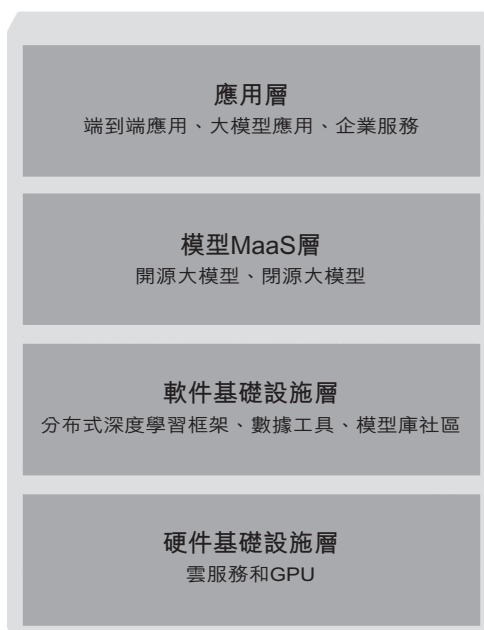 應用層
端到端應用、大模型應用、企業服務
模型MaaS層
開源大模型、閉源大模型
軟件基礎設施層
分布式深度學習框架、數據工具、模型庫社區
硬件基礎設施層
雲服務和GPU